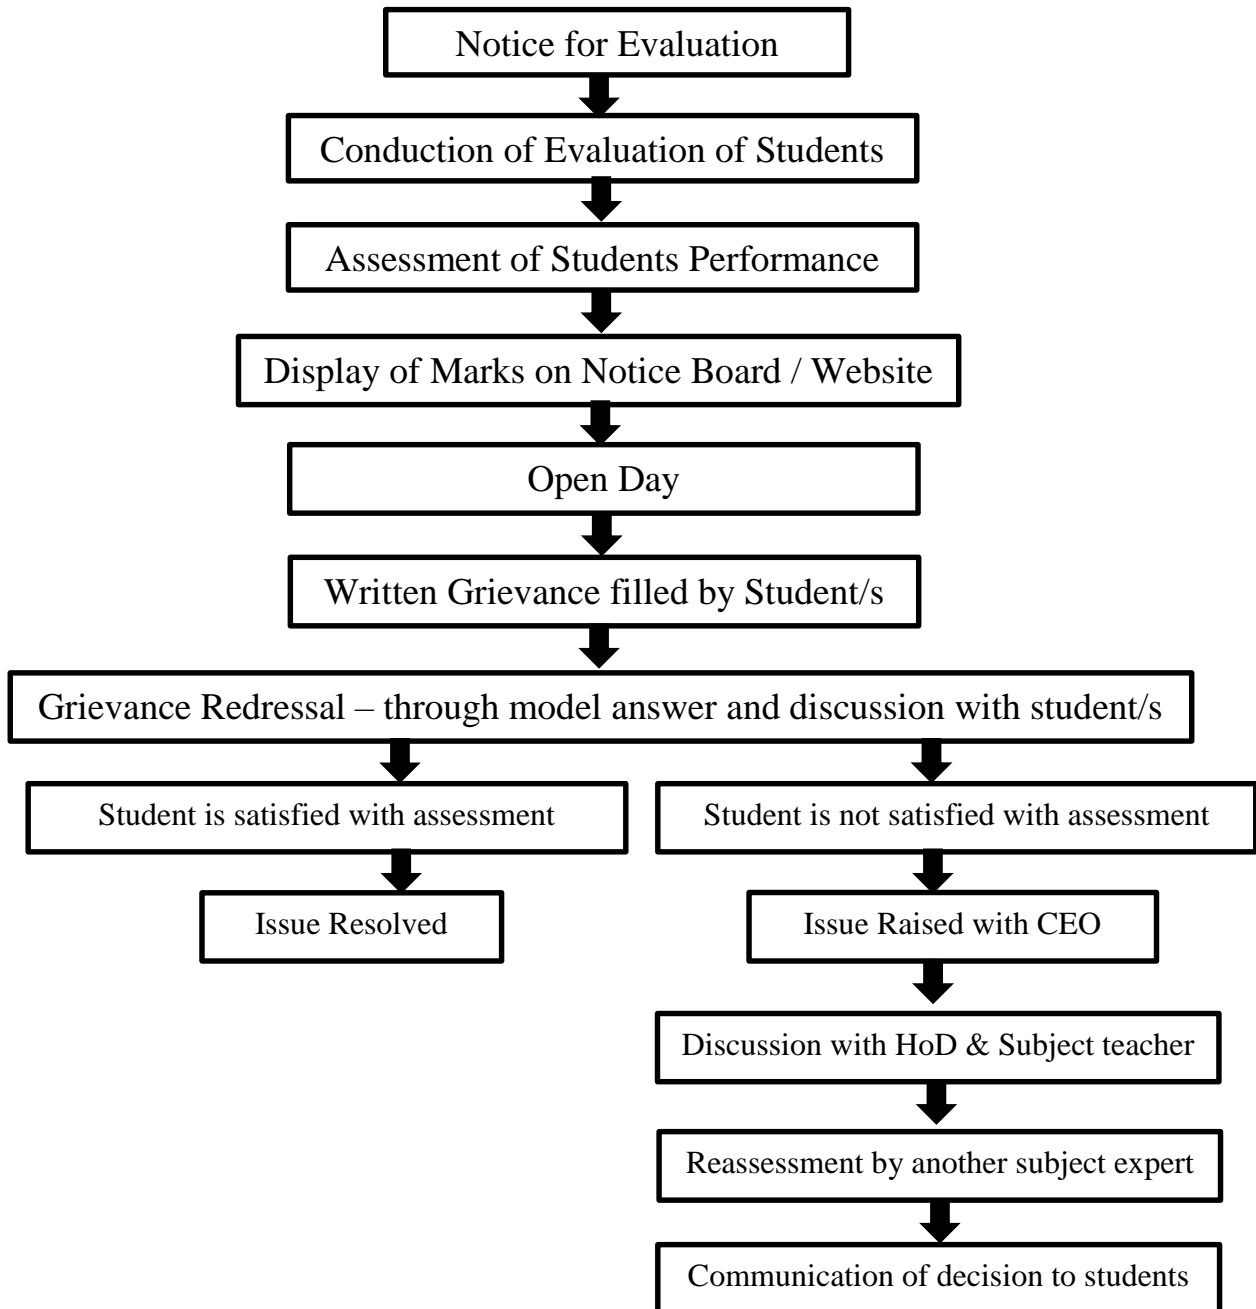 Notice for Evaluation
Conduction of Evaluation of Students
Assessment of Students Performance
Display of Marks on Notice Board / Website
Open Day
Written Grievance filled by Student/s
Grievance Redressal – through model answer and discussion with student/s
Student is satisfied with assessment
Student is not satisfied with assessment
Issue Resolved
Issue Raised with CEO
Discussion with HoD & Subject teacher
Reassessment by another subject expert
Communication of decision to students